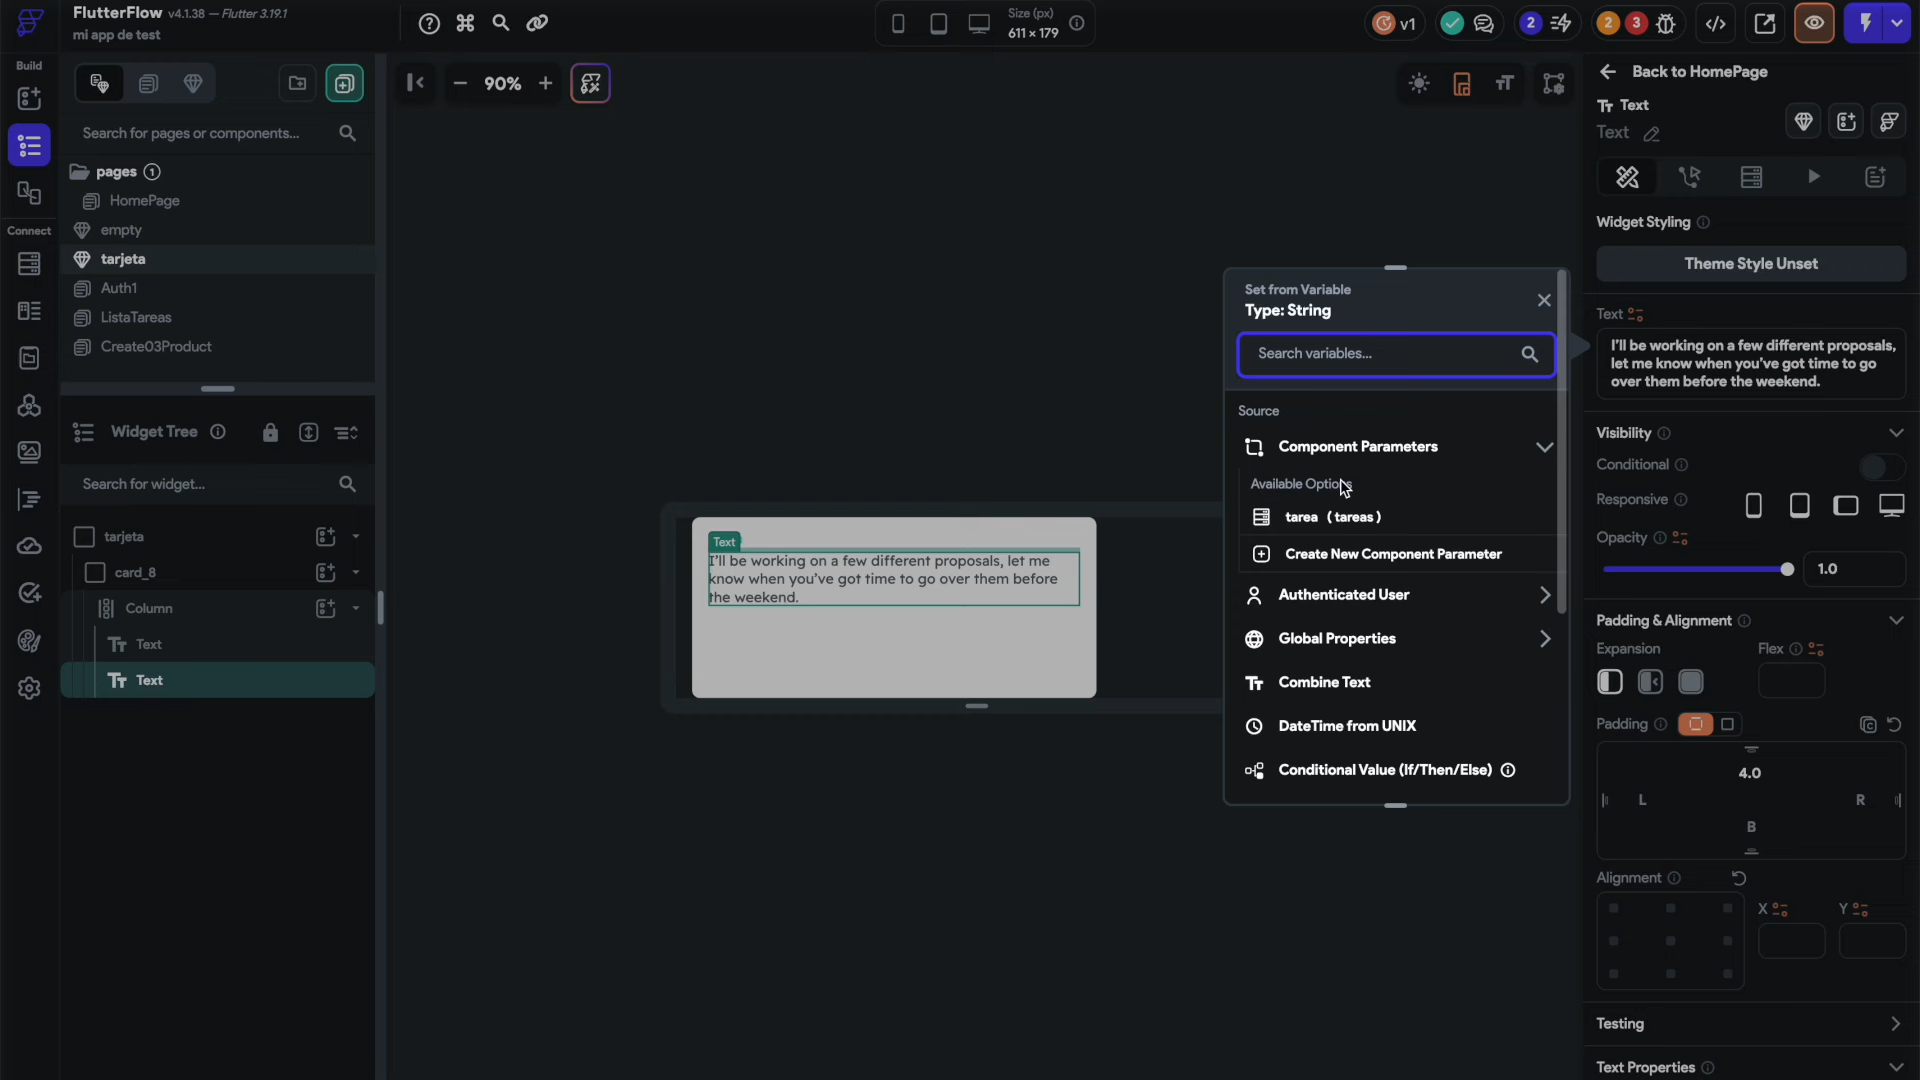 FlutterFlow v4.1.38 — Flutter 3.19.1
mi app de test
Size (px)
611 × 179
v1
2
2
3
Build
Connect
90%
Search for pages or components...
pages 1
HomePage
empty
tarjeta
Auth1
ListaTareas
Create03Product
Widget Tree
Search for widget...
tarjeta
card_8
Column
Text
Text
Text
I'll be working on a few different proposals, let me
know when you've got time to go over them before
the weekend.
Set from Variable
Type: String
Search variables...
Source
Component Parameters
Available Options
tarea ( tareas )
Create New Component Parameter
Authenticated User
Global Properties
Combine Text
DateTime from UNIX
Conditional Value (If/Then/Else)
Back to HomePage
Text
Text
Widget Styling
Theme Style Unset
Text
I'll be working on a few different proposals,
let me know when you've got time to go
over them before the weekend.
Visibility
Conditional
Responsive
Opacity
1.0
Padding & Alignment
Expansion
Flex
Padding
4.0
L
R
B
Alignment
X
Y
Testing
Text Properties